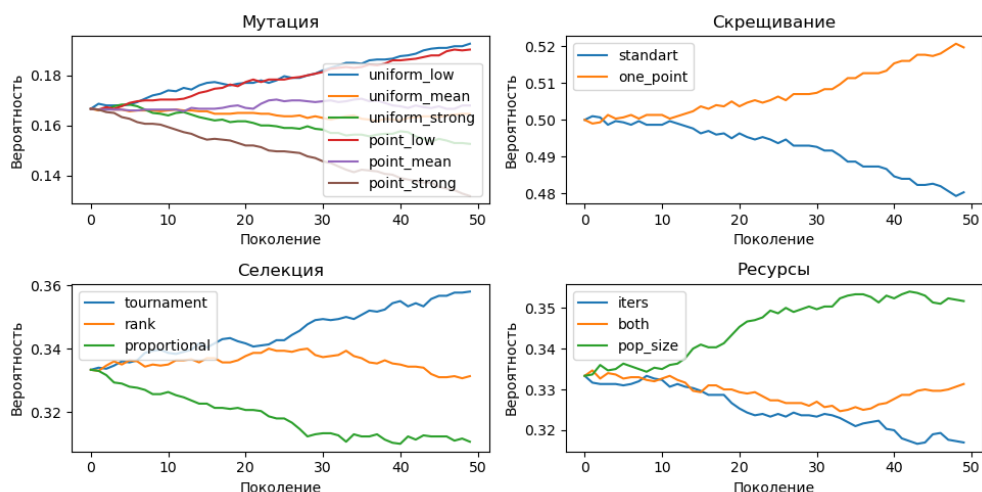 Мутация
Вероятность
0.18
0.16
0.14
uniform_low
uniform_mean
uniform_strong
point_low
point_mean
point_strong
0 10 20 30 40 50
Поколение
Скрещивание
Вероятность
0.52
0.51
0.50
0.49
0.48
standart
one_point
0 10 20 30 40 50
Поколение
Селекция
Вероятность
0.36
0.34
0.32
tournament
rank
proportional
0 10 20 30 40 50
Поколение
Ресурсы
Вероятность
0.35
0.34
0.33
0.32
iters
both
pop_size
0 10 20 30 40 50
Поколение